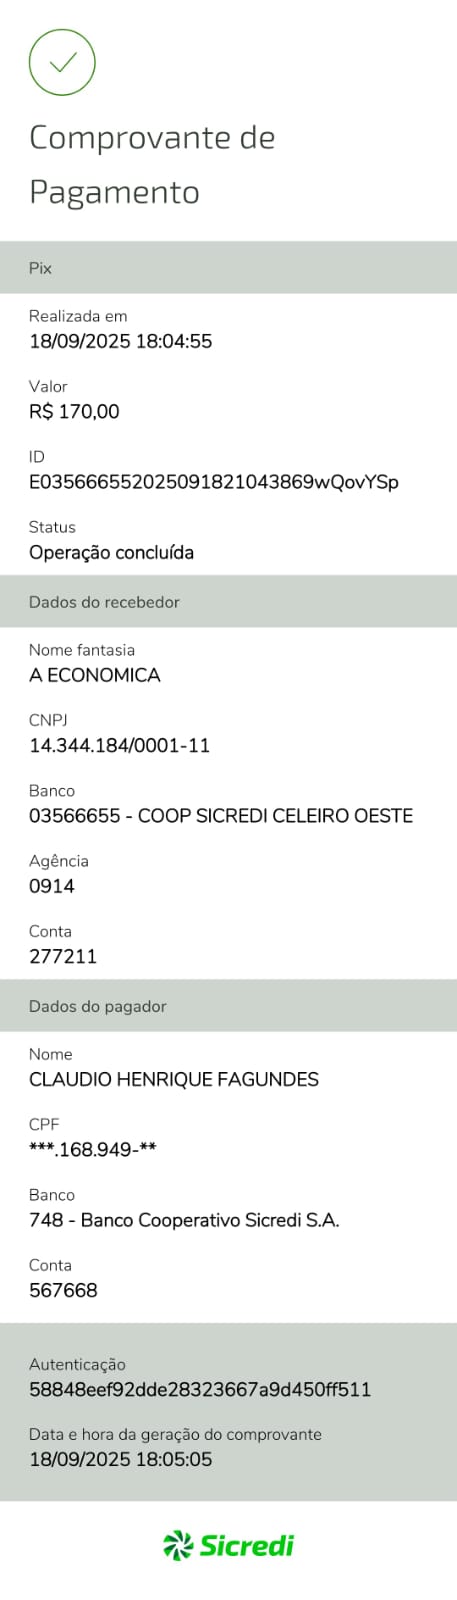 Comprovante de
Pagamento
Pix
Realizada em
18/09/2025 18:04:55
Valor
R$ 170,00
ID
E035666552025091821043869wQovYSp
Status
Operação concluída
Dados do recebedor
Nome fantasia
A ECONOMICA
CNPJ
14.344.184/0001-11
Banco
03566655 - COOP SICREDI CELEIRO OESTE
Agência
0914
Conta
277211
Dados do pagador
Nome
CLAUDIO HENRIQUE FAGUNDES
CPF
***.168.949-**
Banco
748 - Banco Cooperativo Sicredi S.A.
Conta
567668
Autenticação
58848eef92dde28323667a9d450ff511
Data e hora da geração do comprovante
18/09/2025 18:05:05
Sicredi